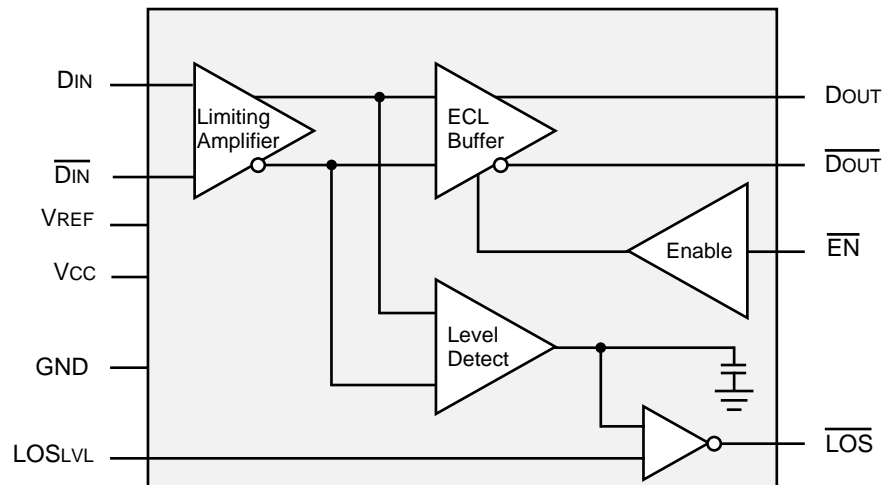 DIN
Limiting
Amplifier
ECL
Buffer
DOUT
DIN
DOUT
VREF
Enable
EN
VCC
Level
Detect
GND
LOSLVL
LOS